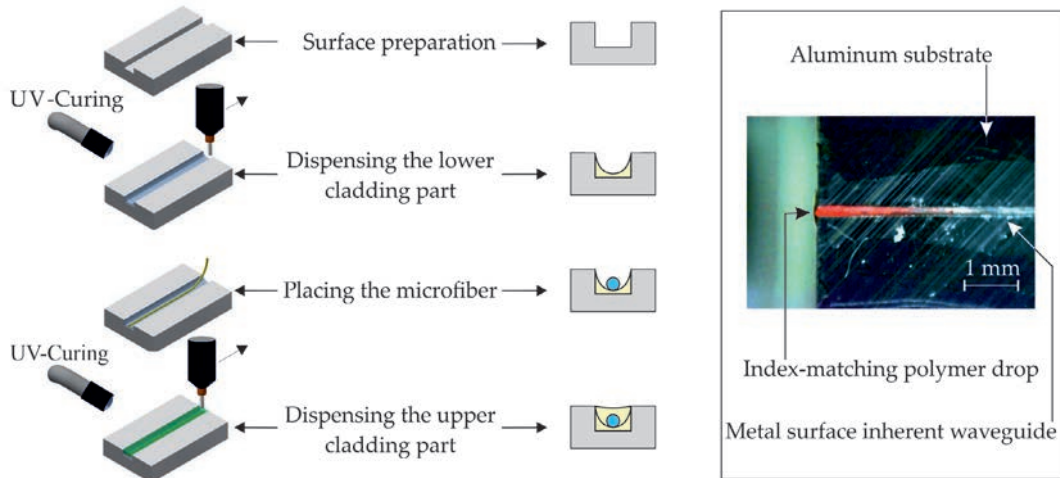 Surface preparation
UV-Curing
Dispensing the lower
cladding part
Placing the microfiber
UV-Curing
Dispensing the upper
cladding part
Aluminum substrate
1 mm
Index-matching polymer drop
Metal surface inherent waveguide